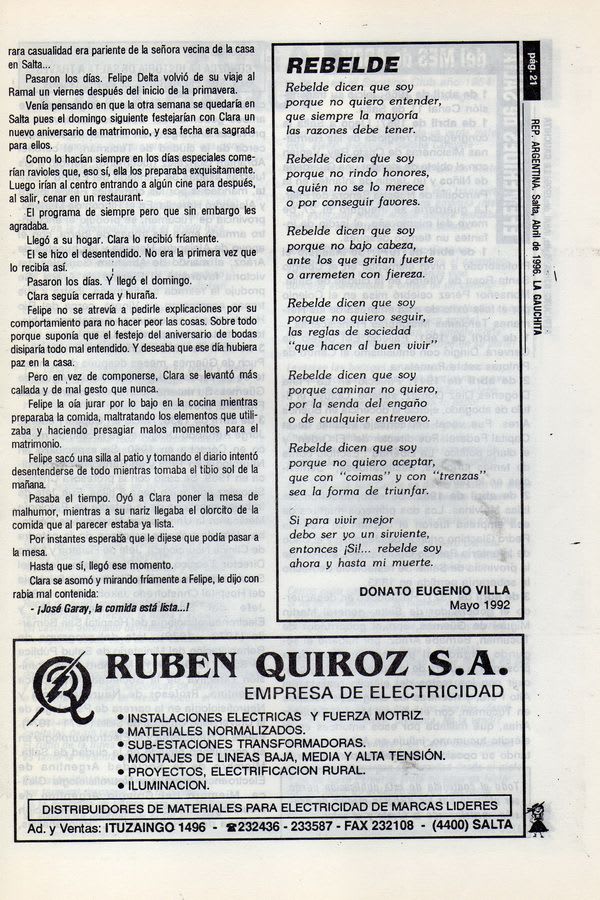 rara casualidad era pariente de la señora vecina de la casa
en Salta...
Pasaron los días. Felipe Delta volvió de su viaje al
Ramal un viernes después del inicio de la primavera.
Venía pensando en que la otra semana se quedaría en
Salta pues el domingo siguiente festejarían con Clara un
nuevo aniversario de matrimonio, y esa fecha era sagrada
para ellos.
Como lo hacían siempre en los días especiales come-
rían ravioles que, eso sí, ella los preparaba exquisitamente.
Luego irían al centro entrando a algún cine para después,
al salir, cenar en un restaurant.
El programa de siempre pero que sin embargo les
agradaba.
Llegó a su hogar. Clara lo recibió fríamente.
El se hizo el desentendido. No era la primera vez que
lo recibía así.
Pasaron los días. Y llegó el domingo.
Clara seguía cerrada y huraña.
Felipe no se atrevía a pedirle explicaciones por su
comportamiento para no hacer peor las cosas. Sobre todo
porque suponía que el festejo del aniversario de bodas
disiparía todo mal entendido. Y deseaba que ese día hubiera
paz en la casa.
Pero en vez de componerse, Clara se levantó más
callada y de mal gesto que nunca.
Felipe la oía jurar por lo bajo en la cocina mientras
preparaba la comida, maltratando los elementos que utili-
zaba y haciendo presagiar malos momentos para el
matrimonio.
Felipe sacó una silla al patio y tomando el diario intentó
desentenderse de todo mientras tomaba el tibio sol de la
mañana.
Pasaba el tiempo. Oyó a Clara poner la mesa de
malhumor, mientras a su nariz llegaba el olorcito de la
comida que al parecer estaba ya lista.
Por instantes esperaba que le dijese que podía pasar a
la mesa.
Hasta que sí, llegó ese momento.
Clara se asomó y mirando fríamente a Felipe, le dijo con
rabia mal contenida:
- ¡José Garay, la comida está lista...!
REBELDE
Rebelde dicen que soy
porque no quiero entender,
que siempre la mayoría
las razones debe tener.
Rebelde dicen que soy
porque no rindo honores,
a quién no se lo merece
o por conseguir favores.
Rebelde dicen que soy
porque no bajo cabeza,
ante los que gritan fuerte
o arremeten con fiereza.
Rebelde dicen que soy
porque no quiero seguir,
las reglas de sociedad
"que hacen al buen vivir"
Rebelde dicen que soy
porque caminar no quiero,
por la senda del engaño
o de cualquier entrevero.
Rebelde dicen que soy
porque no quiero aceptar,
que con "coimas" y con "trenzas"
sea la forma de triunfar.
Si para vivir mejor
debo ser yo un sirviente,
entonces ¡Si!... rebelde soy
ahora y hasta mi muerte.
DONATO EUGENIO VILLA
Mayo 1992
pág. 21
REP. ARGENTINA. Salta, Abril de 1996. LA GAUCHITA
RUBEN QUIROZ S.A.
EMPRESA DE ELECTRICIDAD
• INSTALACIONES ELECTRICAS Y FUERZA MOTRIZ.
• MATERIALES NORMALIZADOS.
• SUB-ESTACIONES TRANSFORMADORAS.
• MONTAJES DE LINEAS BAJA, MEDIA Y ALTA TENSIÓN.
• PROYECTOS, ELECTRIFICACION RURAL.
• ILUMINACION.
DISTRIBUIDORES DE MATERIALES PARA ELECTRICIDAD DE MARCAS LIDERES
Ad. y Ventas: ITUZAINGO 1496 - ☎232436 - 233587 - FAX 232108 - (4400) SALTA